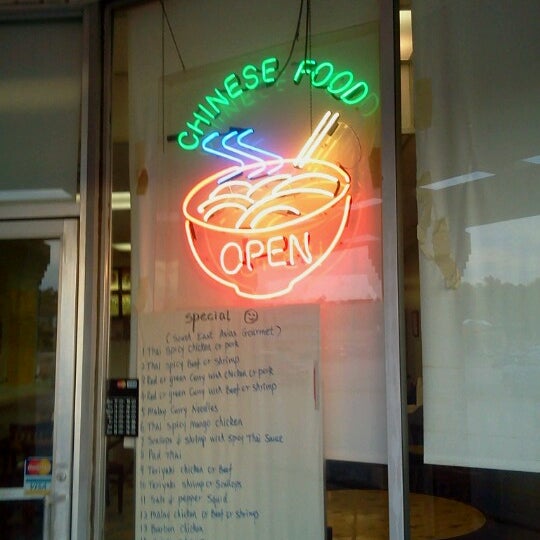 CHINESE FOOD
OPEN
special
(South East Asian Gourmet)
1 Thai spicy chicken or pork
2 Thai spicy Beef or shrimp
3 Red or green Curry with chicken or pork
4 Red or green Curry with Beef or shrimp
5 Malay Curry Noodles
6 Thai spicy mango chicken
7 Scallops & shrimp with spicy Thai Sauce
8 Pad Thai
9 Teriyaki chicken or Beef
10 Teriyaki shrimp or Scallops
11 Salt & pepper Squid
12 Malay chicken or Beef or shrimp
13 Bourbon chicken
MasterCard
VISA